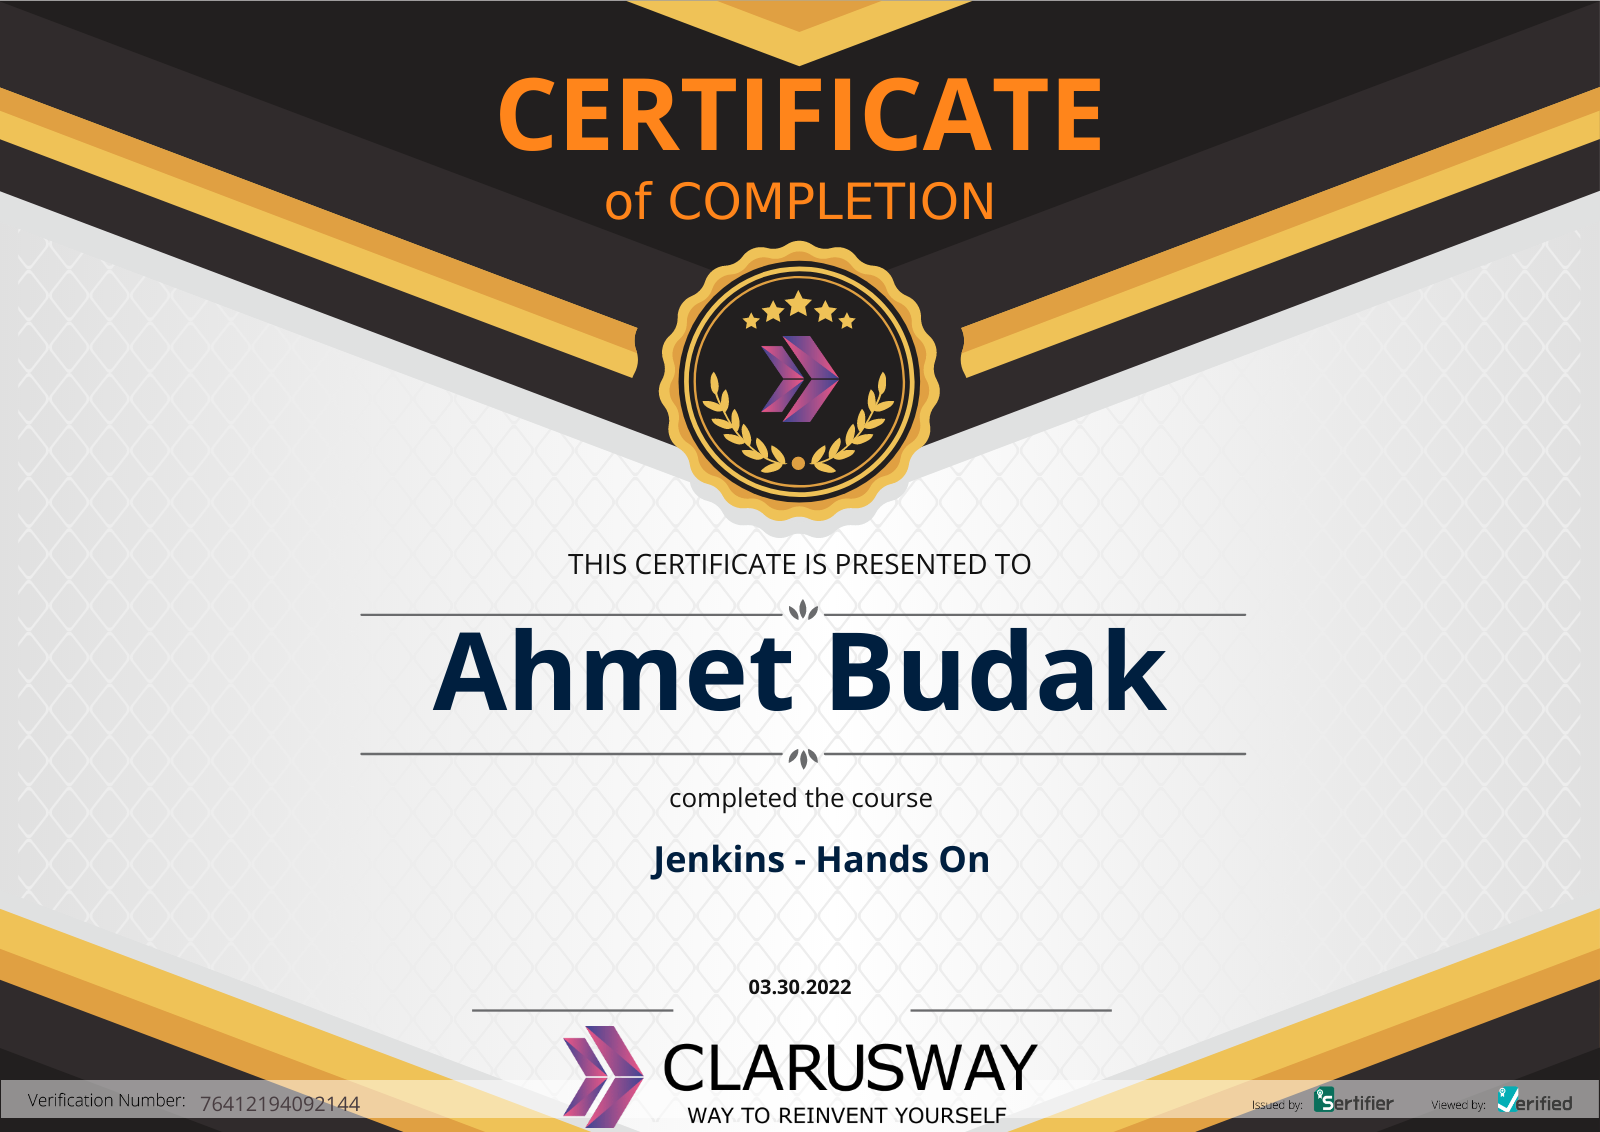 CERTIFICATE
of COMPLETION
THIS CERTIFICATE IS PRESENTED TO
Ahmet Budak
completed the course
Jenkins - Hands On
03.30.2022
CLARUSWAY
WAY TO REINVENT YOURSELF
Verification Number: 76412194092144
Issued by: Sertifier Viewed by: Verified